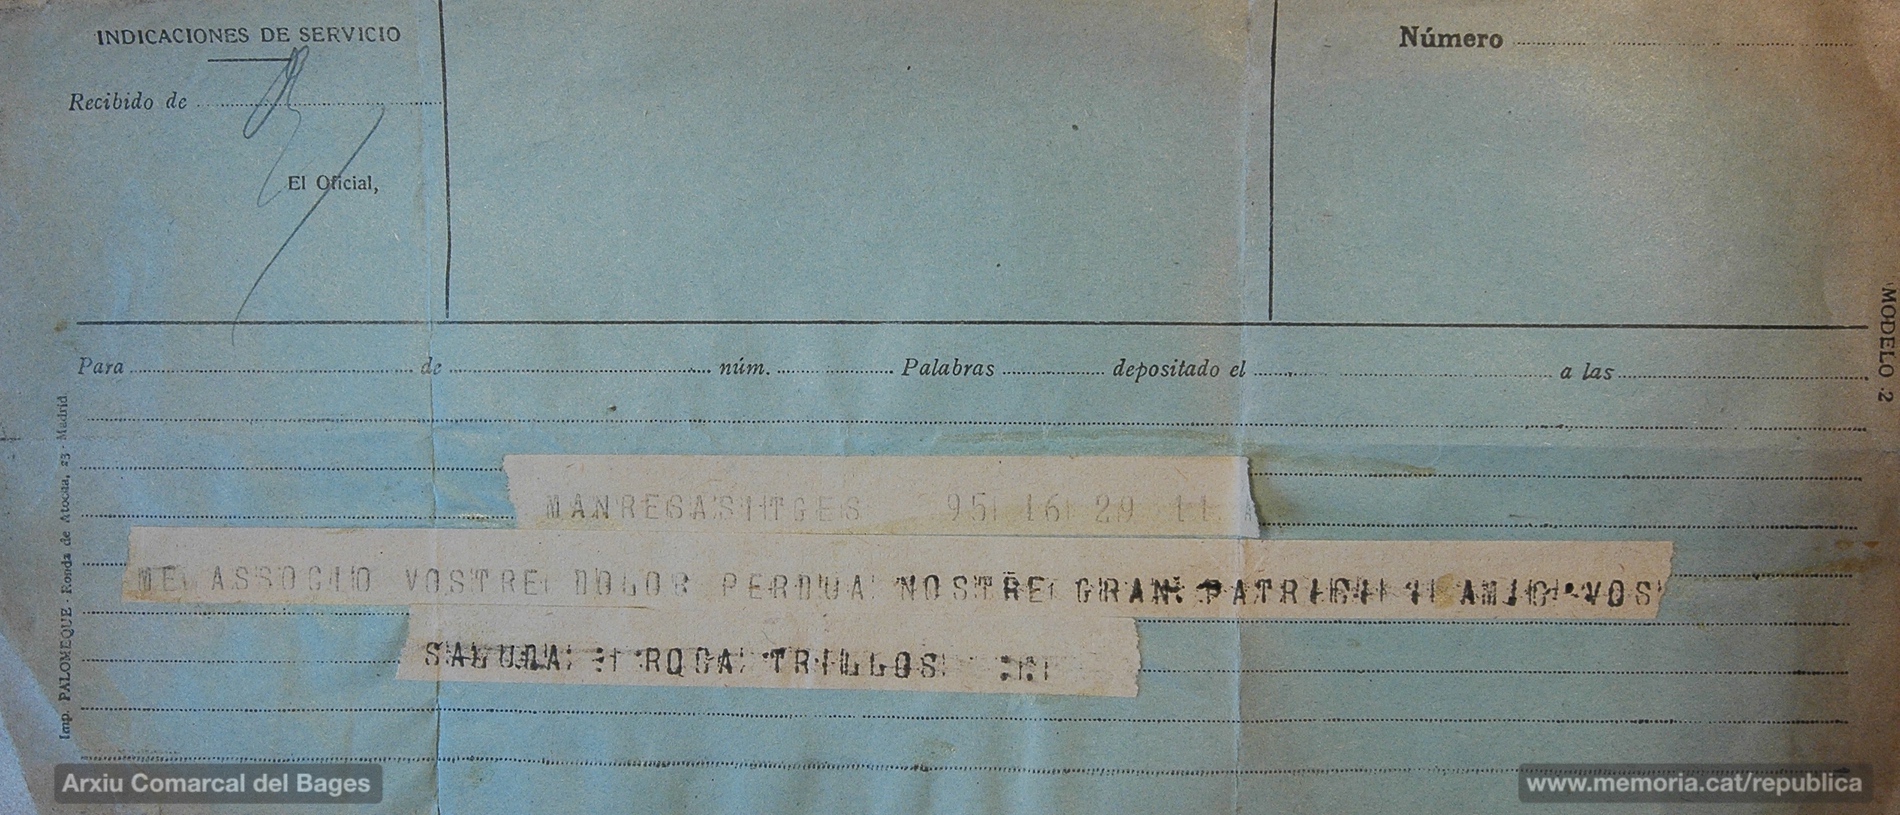 INDICACIONES DE SERVICIO
Recibido de
El Oficial,
Número
MODELO 2
Para de núm. Palabras depositado el a las
Imp. PALOMEQUE. Ronda de Atocha, 23 - Madrid.
MANRESASITGES 95 16 29 11
ME ASSOCIO VOSTRE DOLOR PERDUA NOSTRE GRAN PATRICI I AMIC VOS
SALUDA ROCA TRILLOS
Arxiu Comarcal del Bages
www.memoria.cat/republica